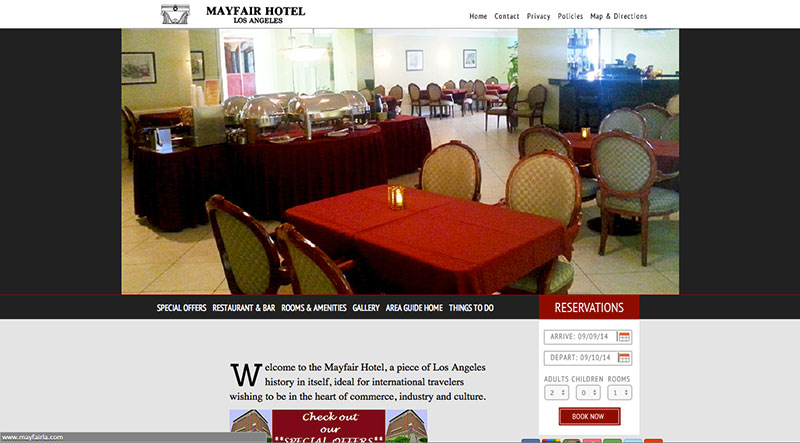 MAYFAIR HOTEL
LOS ANGELES
Home Contact Privacy Policies Map & Directions
SPECIAL OFFERS RESTAURANT & BAR ROOMS & AMENITIES GALLERY AREA GUIDE HOME THINGS TO DO
RESERVATIONS
ARRIVE: 09/09/14
DEPART: 09/10/14
ADULTS CHILDREN ROOMS
2 0 1
BOOK NOW
Welcome to the Mayfair Hotel, a piece of Los Angeles
history in itself, ideal for international travelers
wishing to be in the heart of commerce, industry and culture.
Check out
our
**SPECIAL OFFERS**
www.mayfairla.com